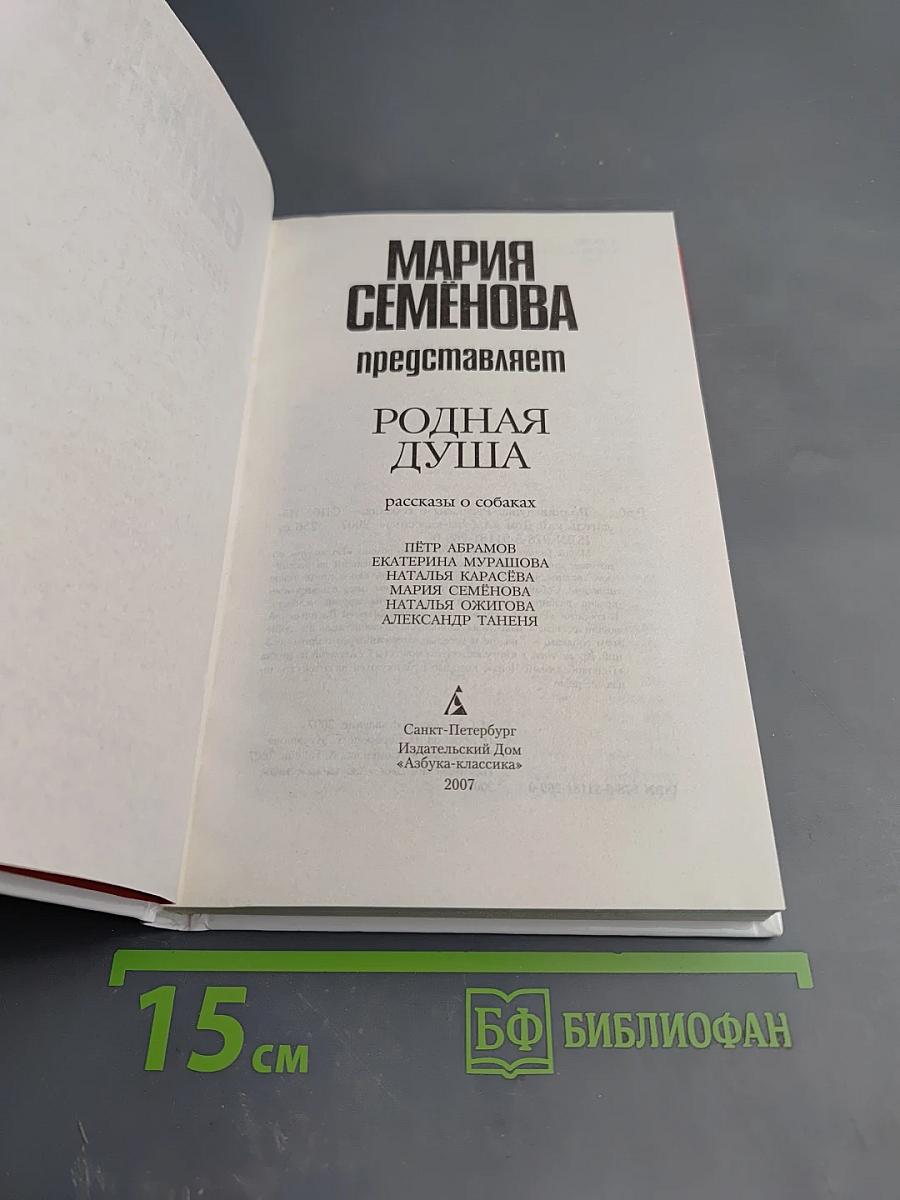 МАРИЯ
СЕМЁНОВА
представляет
РОДНАЯ
ДУША
рассказы о собаках
ПЁТР АБРАМОВ
ЕКАТЕРИНА МУРАШОВА
НАТАЛЬЯ КАРАСЁВА
МАРИЯ СЕМЁНОВА
НАТАЛЬЯ ОЖИГОВА
АЛЕКСАНДР ТАНЕНЯ
Санкт-Петербург
Издательский Дом
«Азбука-классика»
2007
15 см
БФ БИБЛИОФАН